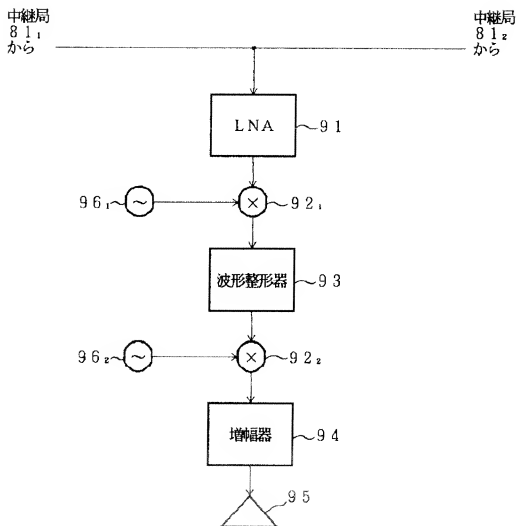 中継局
８１₁
から
中継局
８１₂
から
ＬＮＡ
９１
９６₁
～
×
９２₁
波形整形器
９３
９６₂
～
×
９２₂
増幅器
９４
９５